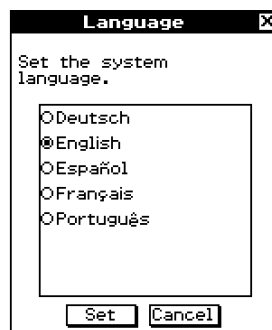 Language
Set the system
language.
Deutsch
English
Español
Français
Português
Set
Cancel